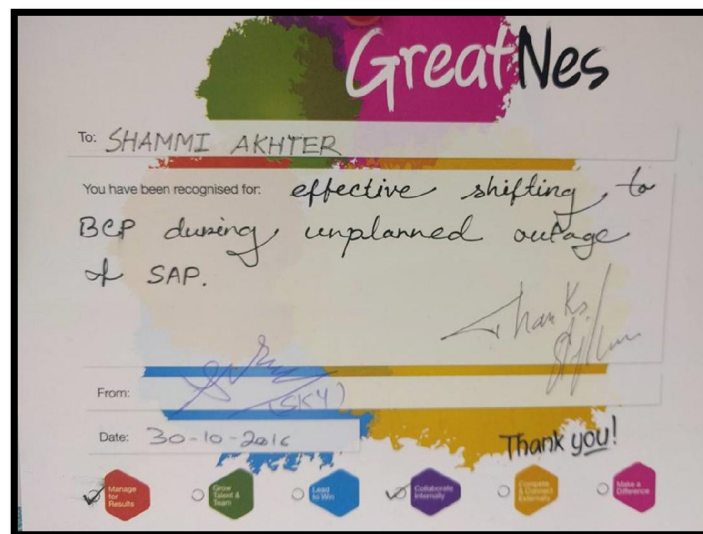 GreatNes
To: SHAMMI AKHTER
You have been recognised for: effective shifting to
BCP during unplanned outage
of SAP.
Thanks.
From: (SKY)
Date: 30-10-2016
Thank you!
Manage for Results
Grow Talent & Team
Lead to Win
Collaborate Internally
Compete & Connect Externally
Make a Difference